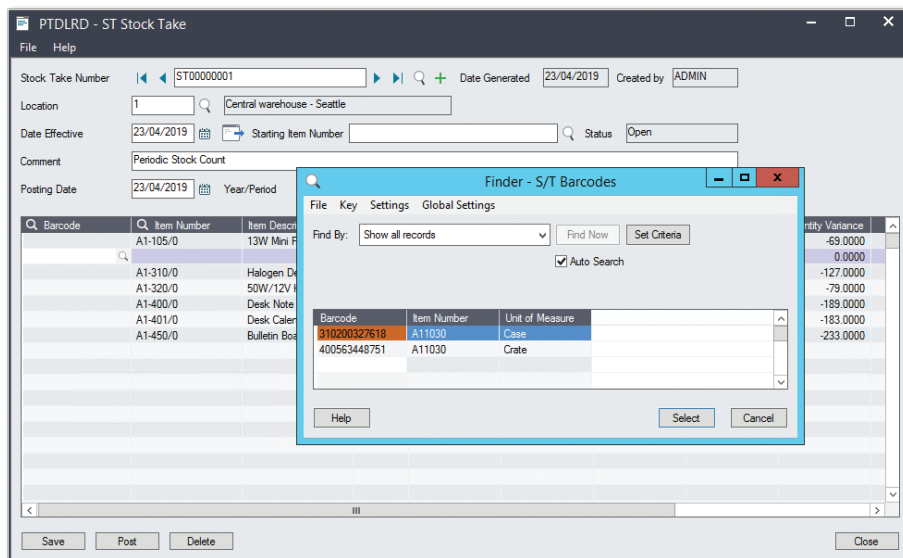 PTDLRD - ST Stock Take
File Help
Stock Take Number ST00000001 Date Generated 23/04/2019 Created by ADMIN
Location 1 Central warehouse - Seattle
Date Effective 23/04/2019 Starting Item Number Status Open
Comment Periodic Stock Count
Posting Date 23/04/2019 Year/Period
Barcode Item Number Item Descr ntity Variance
A1-105/0 13W Mini F -69.0000
0.0000
A1-310/0 Halogen De -127.0000
A1-320/0 50W/12V -79.0000
A1-400/0 Desk Note -189.0000
A1-401/0 Desk Calen -183.0000
A1-450/0 Bulletin Boa -233.0000
Finder - S/T Barcodes
File Key Settings Global Settings
Find By: Show all records Find Now Set Criteria
Auto Search
Barcode Item Number Unit of Measure
310200327618 A11030 Case
400563448751 A11030 Crate
Help Select Cancel
Save Post Delete Close